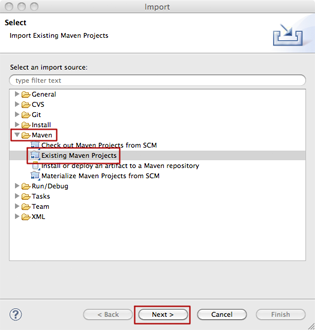 Import
Select
Import Existing Maven Projects
Select an import source:
type filter text
General
CVS
Git
Install
Maven
Check out Maven Projects from SCM
Existing Maven Projects
Install or deploy an artifact to a Maven repository
Materialize Maven Projects from SCM
Run/Debug
Tasks
Team
XML
?
< Back
Next >
Cancel
Finish